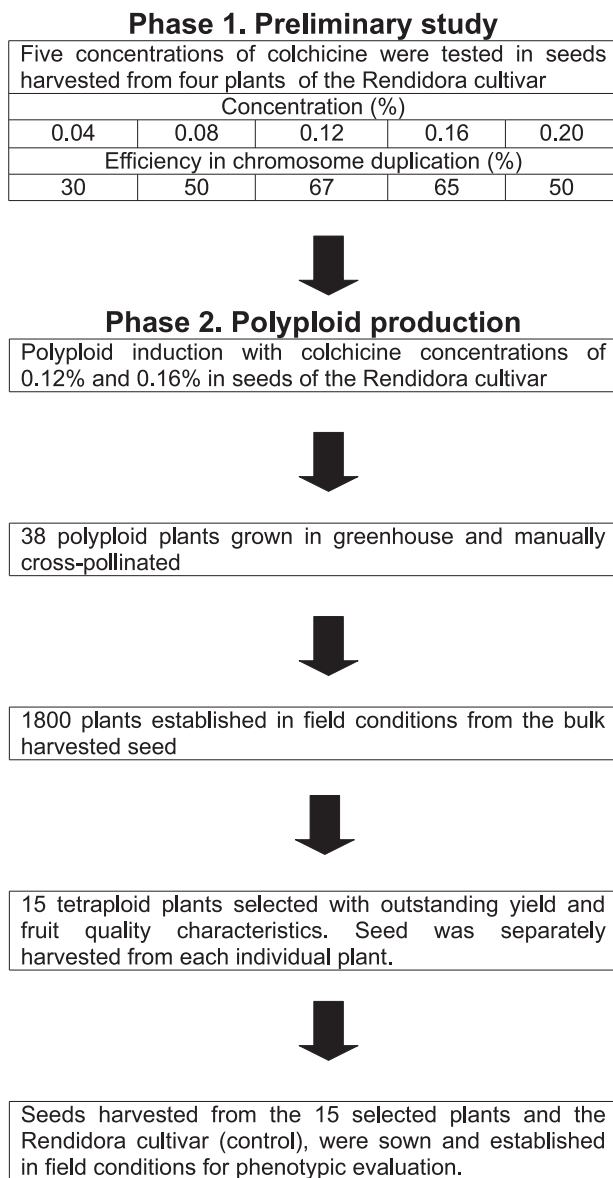 Phase 1. Preliminary study
Five concentrations of colchicine were tested in seeds
harvested from four plants of the Rendidora cultivar
Concentration (%)
0.04 0.08 0.12 0.16 0.20
Efficiency in chromosome duplication (%)
30 50 67 65 50
Phase 2. Polyploid production
Polyploid induction with colchicine concentrations of
0.12% and 0.16% in seeds of the Rendidora cultivar
38 polyploid plants grown in greenhouse and manually
cross-pollinated
1800 plants established in field conditions from the bulk
harvested seed
15 tetraploid plants selected with outstanding yield and
fruit quality characteristics. Seed was separately
harvested from each individual plant.
Seeds harvested from the 15 selected plants and the
Rendidora cultivar (control), were sown and established
in field conditions for phenotypic evaluation.